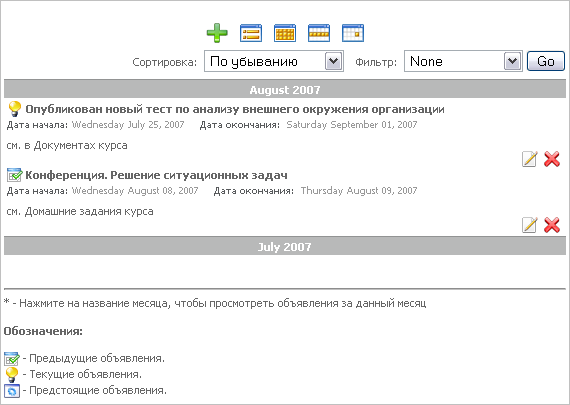 Сортировка: По убыванию Фильтр: None Go
August 2007
Опубликован новый тест по анализу внешнего окружения организации
Дата начала: Wednesday July 25, 2007 Дата окончания: Saturday September 01, 2007
см. в Документах курса
Конференция. Решение ситуационных задач
Дата начала: Wednesday August 08, 2007 Дата окончания: Thursday August 09, 2007
см. Домашние задания курса
July 2007
* - Нажмите на название месяца, чтобы просмотреть объявления за данный месяц
Обозначения:
- Предыдущие объявления.
- Текущие объявления.
- Предстоящие объявления.